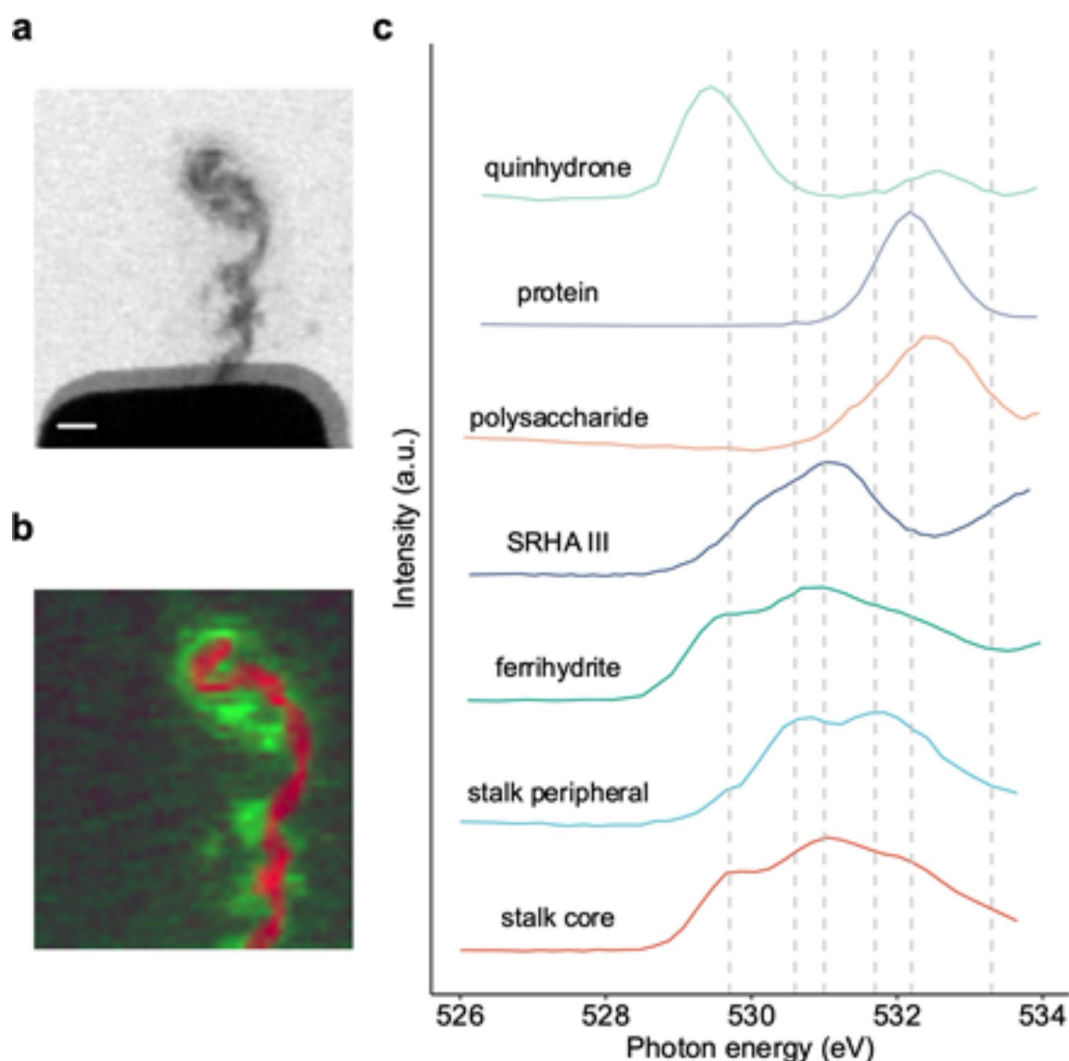 a
b
c
quinhydrone
protein
polysaccharide
SRHA III
ferrihydrite
stalk peripheral
stalk core
Intensity (a.u.)
526 528 530 532 534
Photon energy (eV)